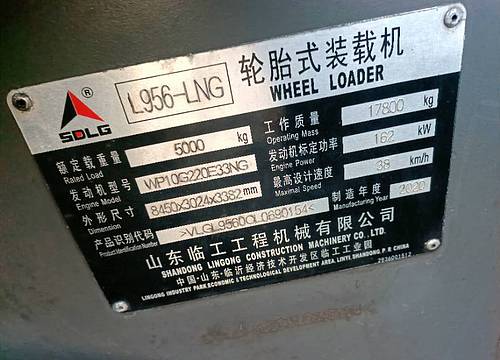 SDLG ®
L956-LNG
轮胎式装载机
WHEEL LOADER
额定载重量 5000 kg
Rated Load
发动机型号 WP10G220E33NG
Engine Model
外形尺寸 8450X3024X3382 mm
Dimension
产品识别代码 >VLGL9560CL0690154<
Product Identification Number
工作质量 17800 kg
Operating Mass
发动机标定功率 162 kW
Engine Power
最高设计速度 38 km/h
Maximal Speed
制造年度 2020
Manufacturing Year
山东临工工程机械有限公司
SHANDONG LINGONG CONSTRUCTION MACHINERY CO., LTD.
中国·山东·临沂经济技术开发区临工工业园
LINGONG INDUSTRY PARK.ECONOMIC & TECHNOLOGICAL DEVELOPMENT AREA, LINYI, SHANDONG, P. R. CHINA
2936001512